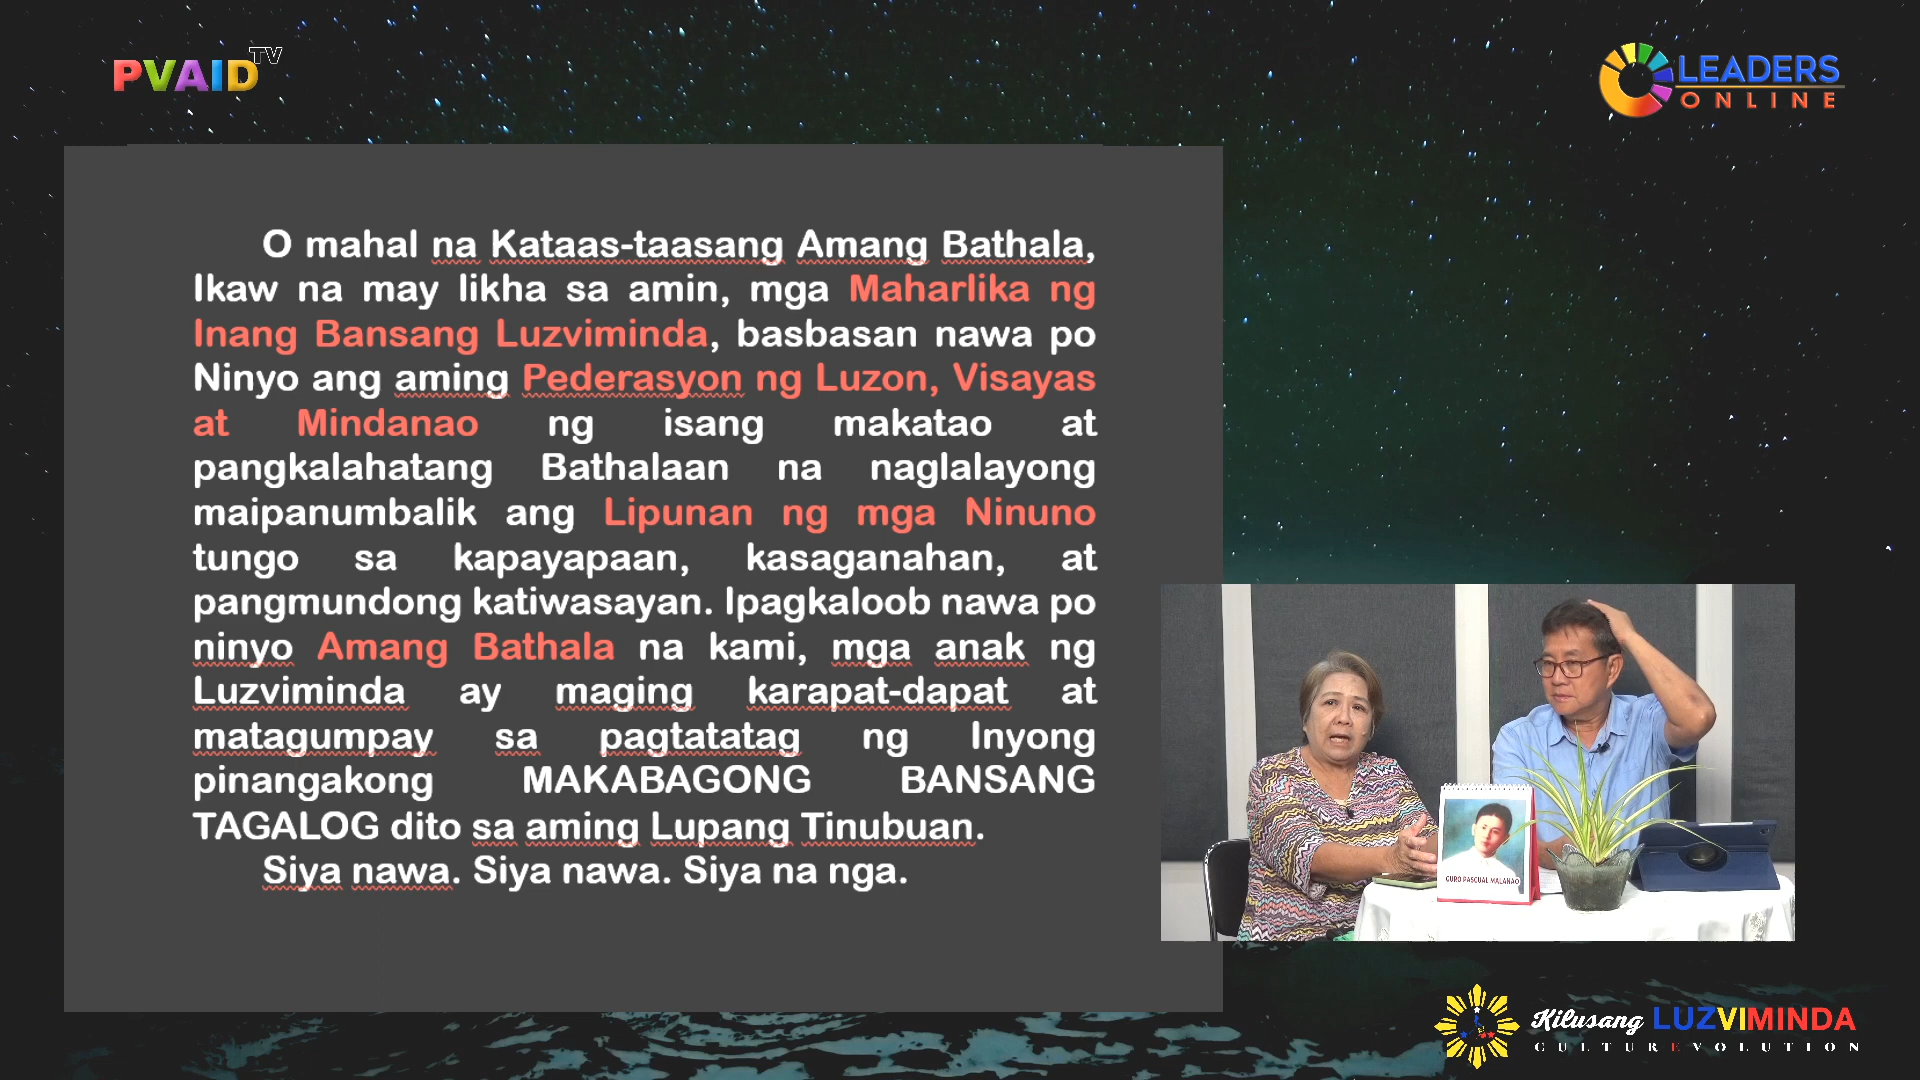 PVAID TV
LEADERS
ONLINE
O mahal na Kataas-taasang Amang Bathala,
Ikaw na may likha sa amin, mga Maharlika ng
Inang Bansang Luzviminda, basbasan nawa po
Ninyo ang aming Pederasyon ng Luzon, Visayas
at Mindanao ng isang makatao at
pangkalahatang Bathalaan na naglalayong
maipanumbalik ang Lipunan ng mga Ninuno
tungo sa kapayapaan, kasaganahan, at
pangmundong katiwasayan. Ipagkaloob nawa po
ninyo Amang Bathala na kami, mga anak ng
Luzviminda ay maging karapat-dapat at
matagumpay sa pagtatatag ng Inyong
pinangakong MAKABAGONG BANSANG
TAGALOG dito sa aming Lupang Tinubuan.
Siya nawa. Siya nawa. Siya na nga.
GURO PASCUAL MALANAO
Kilusang LUZVIMINDA
CULTUREVOLUTION